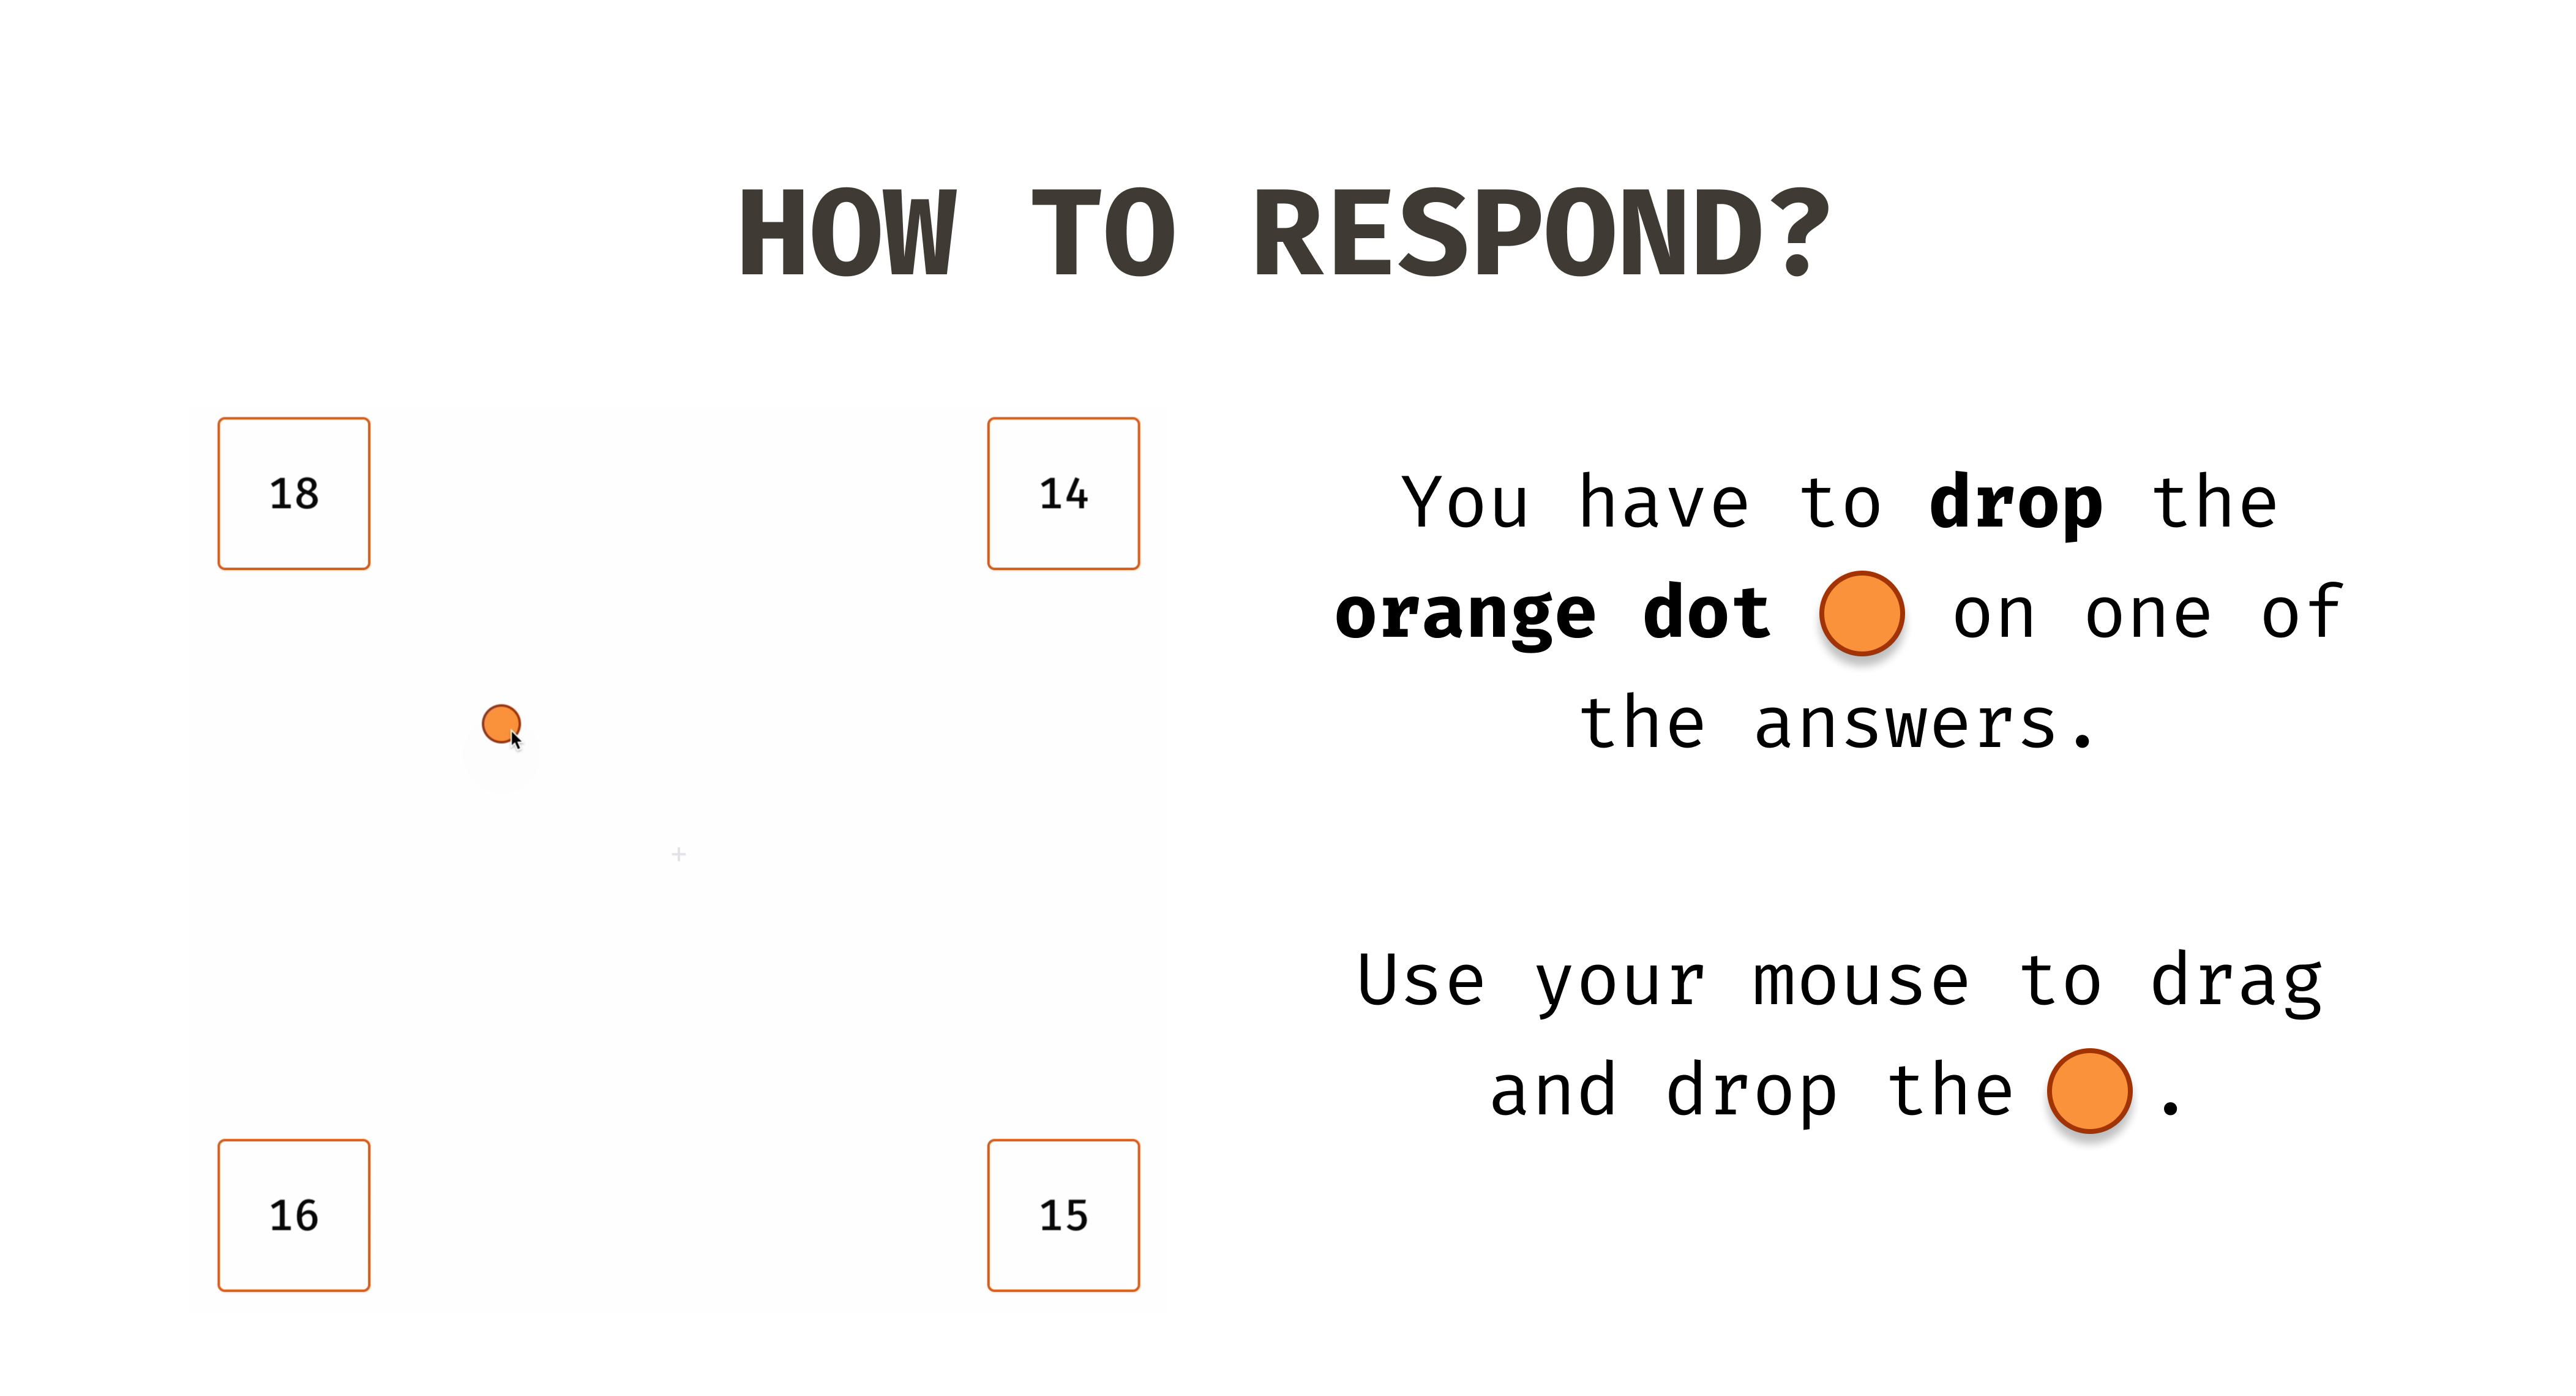 HOW TO RESPOND?
18
14
16
15
You have to drop the
orange dot on one of
the answers.
Use your mouse to drag
and drop the .